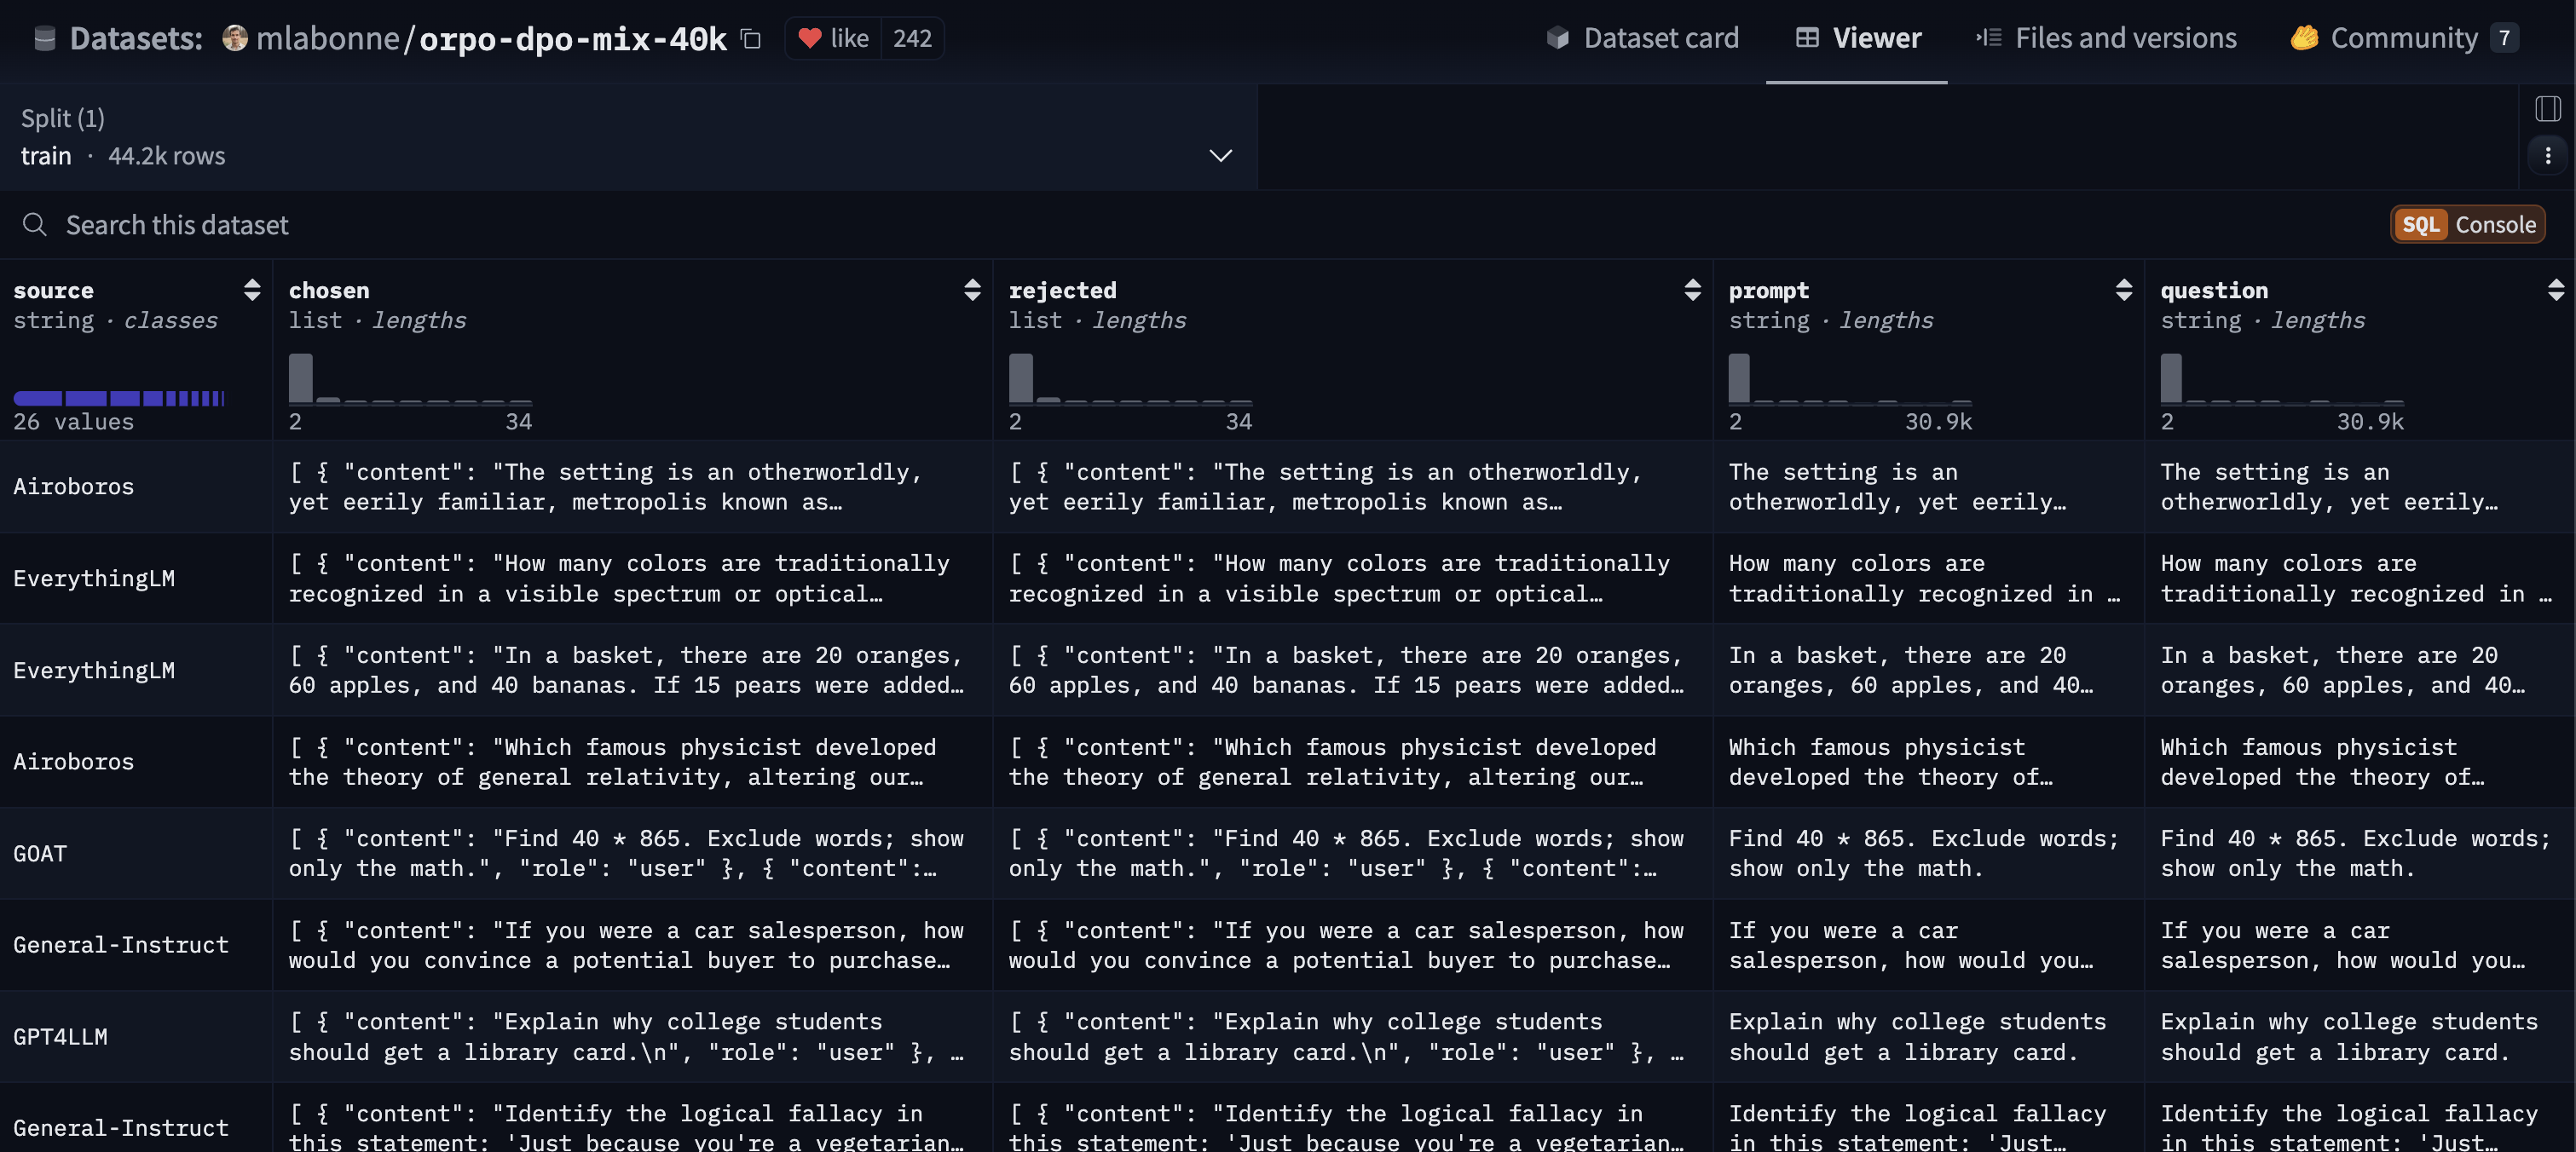 Datasets: mlabonne/orpo-dpo-mix-40k like 242 Dataset card Viewer Files and versions Community 7
Split (1)
train · 44.2k rows
Search this dataset SQL Console
source chosen rejected prompt question
string · classes list · lengths list · lengths string · lengths string · lengths
26 values 2 34 2 34 2 30.9k 2 30.9k
Airoboros
[ { "content": "The setting is an otherworldly,
yet eerily familiar, metropolis known as…
[ { "content": "The setting is an otherworldly,
yet eerily familiar, metropolis known as…
The setting is an
otherworldly, yet eerily…
The setting is an
otherworldly, yet eerily…
EverythingLM
[ { "content": "How many colors are traditionally
recognized in a visible spectrum or optical…
[ { "content": "How many colors are traditionally
recognized in a visible spectrum or optical…
How many colors are
traditionally recognized in …
How many colors are
traditionally recognized in …
EverythingLM
[ { "content": "In a basket, there are 20 oranges,
60 apples, and 40 bananas. If 15 pears were added…
[ { "content": "In a basket, there are 20 oranges,
60 apples, and 40 bananas. If 15 pears were added…
In a basket, there are 20
oranges, 60 apples, and 40…
In a basket, there are 20
oranges, 60 apples, and 40…
Airoboros
[ { "content": "Which famous physicist developed
the theory of general relativity, altering our…
[ { "content": "Which famous physicist developed
the theory of general relativity, altering our…
Which famous physicist
developed the theory of…
Which famous physicist
developed the theory of…
GOAT
[ { "content": "Find 40 * 865. Exclude words; show
only the math.", "role": "user" }, { "content":…
[ { "content": "Find 40 * 865. Exclude words; show
only the math.", "role": "user" }, { "content":…
Find 40 * 865. Exclude words;
show only the math.
Find 40 * 865. Exclude words;
show only the math.
General-Instruct
[ { "content": "If you were a car salesperson, how
would you convince a potential buyer to purchase…
[ { "content": "If you were a car salesperson, how
would you convince a potential buyer to purchase…
If you were a car
salesperson, how would you…
If you were a car
salesperson, how would you…
GPT4LLM
[ { "content": "Explain why college students
should get a library card.\n", "role": "user" }, …
[ { "content": "Explain why college students
should get a library card.\n", "role": "user" }, …
Explain why college students
should get a library card.
Explain why college students
should get a library card.
General-Instruct
[ { "content": "Identify the logical fallacy in
this statement: 'Just because you're a vegetarian…
[ { "content": "Identify the logical fallacy in
this statement: 'Just because you're a vegetarian…
Identify the logical fallacy
in this statement: 'Just…
Identify the logical fallacy
in this statement: 'Just…